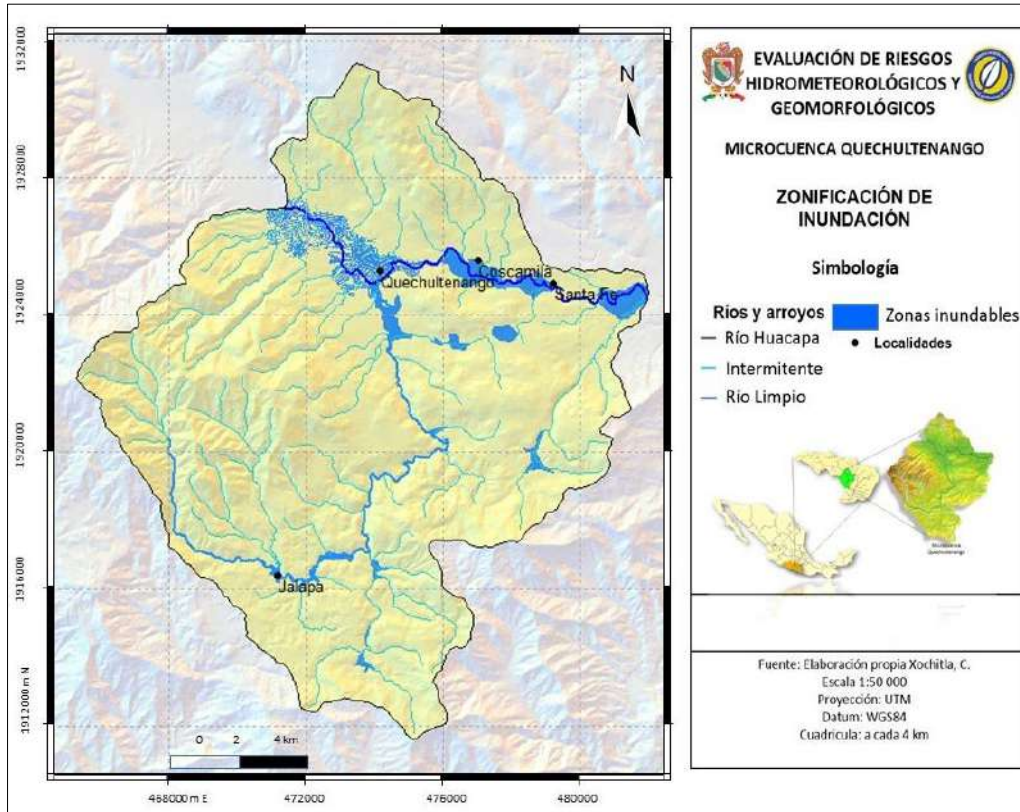 1932000
1928000
1924000
1920000
1916000
1912000 m N
468000 m E
472000
476000
480000
N
Quechultenango
Coscamila
Santa Fe
Jalapa
0 2 4 km
EVALUACIÓN DE RIESGOS
HIDROMETEOROLÓGICOS Y
GEOMORFOLÓGICOS
MICROCUENCA QUECHULTENANGO
ZONIFICACIÓN DE
INUNDACIÓN
Simbología
Ríos y arroyos
Río Huacapa
Intermitente
Río Limpio
Zonas inundables
Localidades
Microcuenca
Quechultenango
Fuente: Elaboración propia Xochitla, C.
Escala 1:50 000
Proyección: UTM
Datum: WGS84
Cuadricula: a cada 4 km